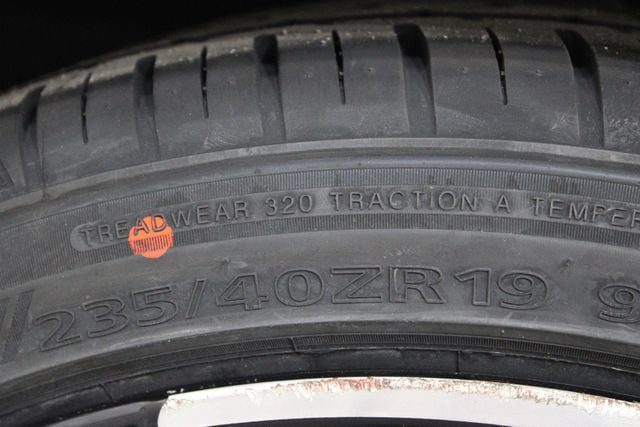 TREADWEAR 320 TRACTION A TEMPER
235/40ZR19 9